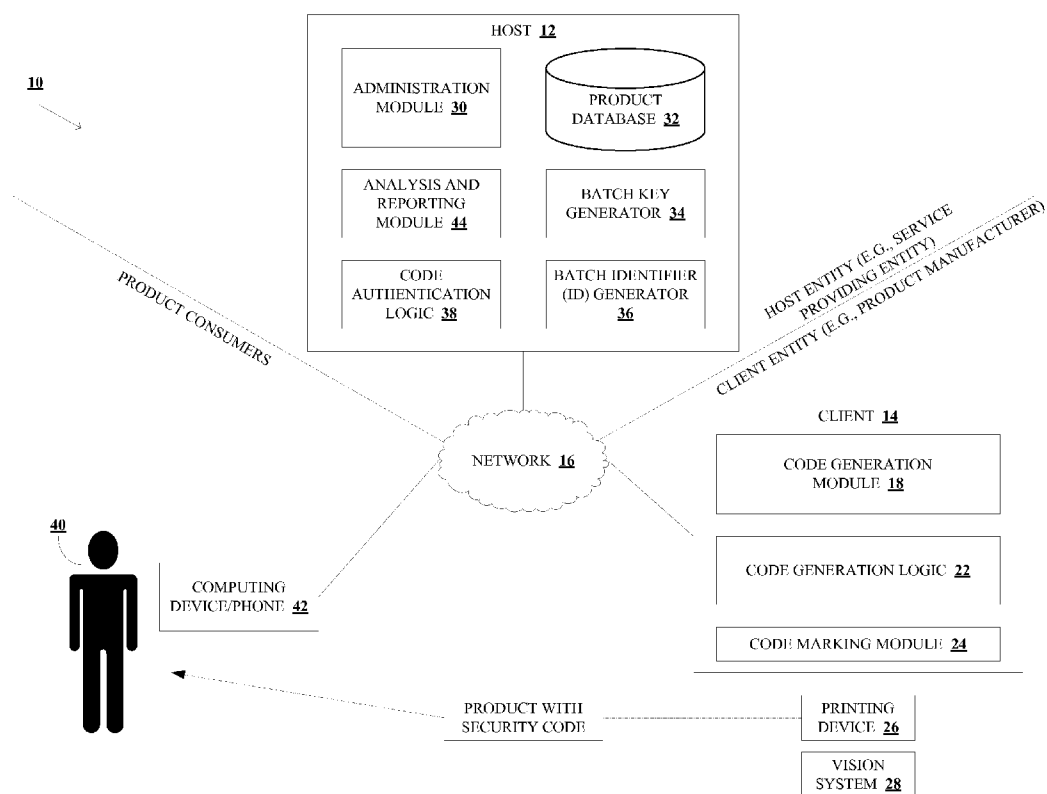 HOST 12
10
ADMINISTRATION
MODULE 30
PRODUCT
DATABASE 32
ANALYSIS AND
REPORTING
MODULE 44
BATCH KEY
GENERATOR 34
CODE
AUTHENTICATION
LOGIC 38
BATCH IDENTIFIER
(ID) GENERATOR
36
PRODUCT CONSUMERS
HOST ENTITY (E.G., SERVICE
PROVIDING ENTITY)
CLIENT ENTITY (E.G., PRODUCT MANUFACTURER)
NETWORK 16
CLIENT 14
CODE GENERATION
MODULE 18
CODE GENERATION LOGIC 22
CODE MARKING MODULE 24
40
COMPUTING
DEVICE/PHONE 42
PRODUCT WITH
SECURITY CODE
PRINTING
DEVICE 26
VISION
SYSTEM 28